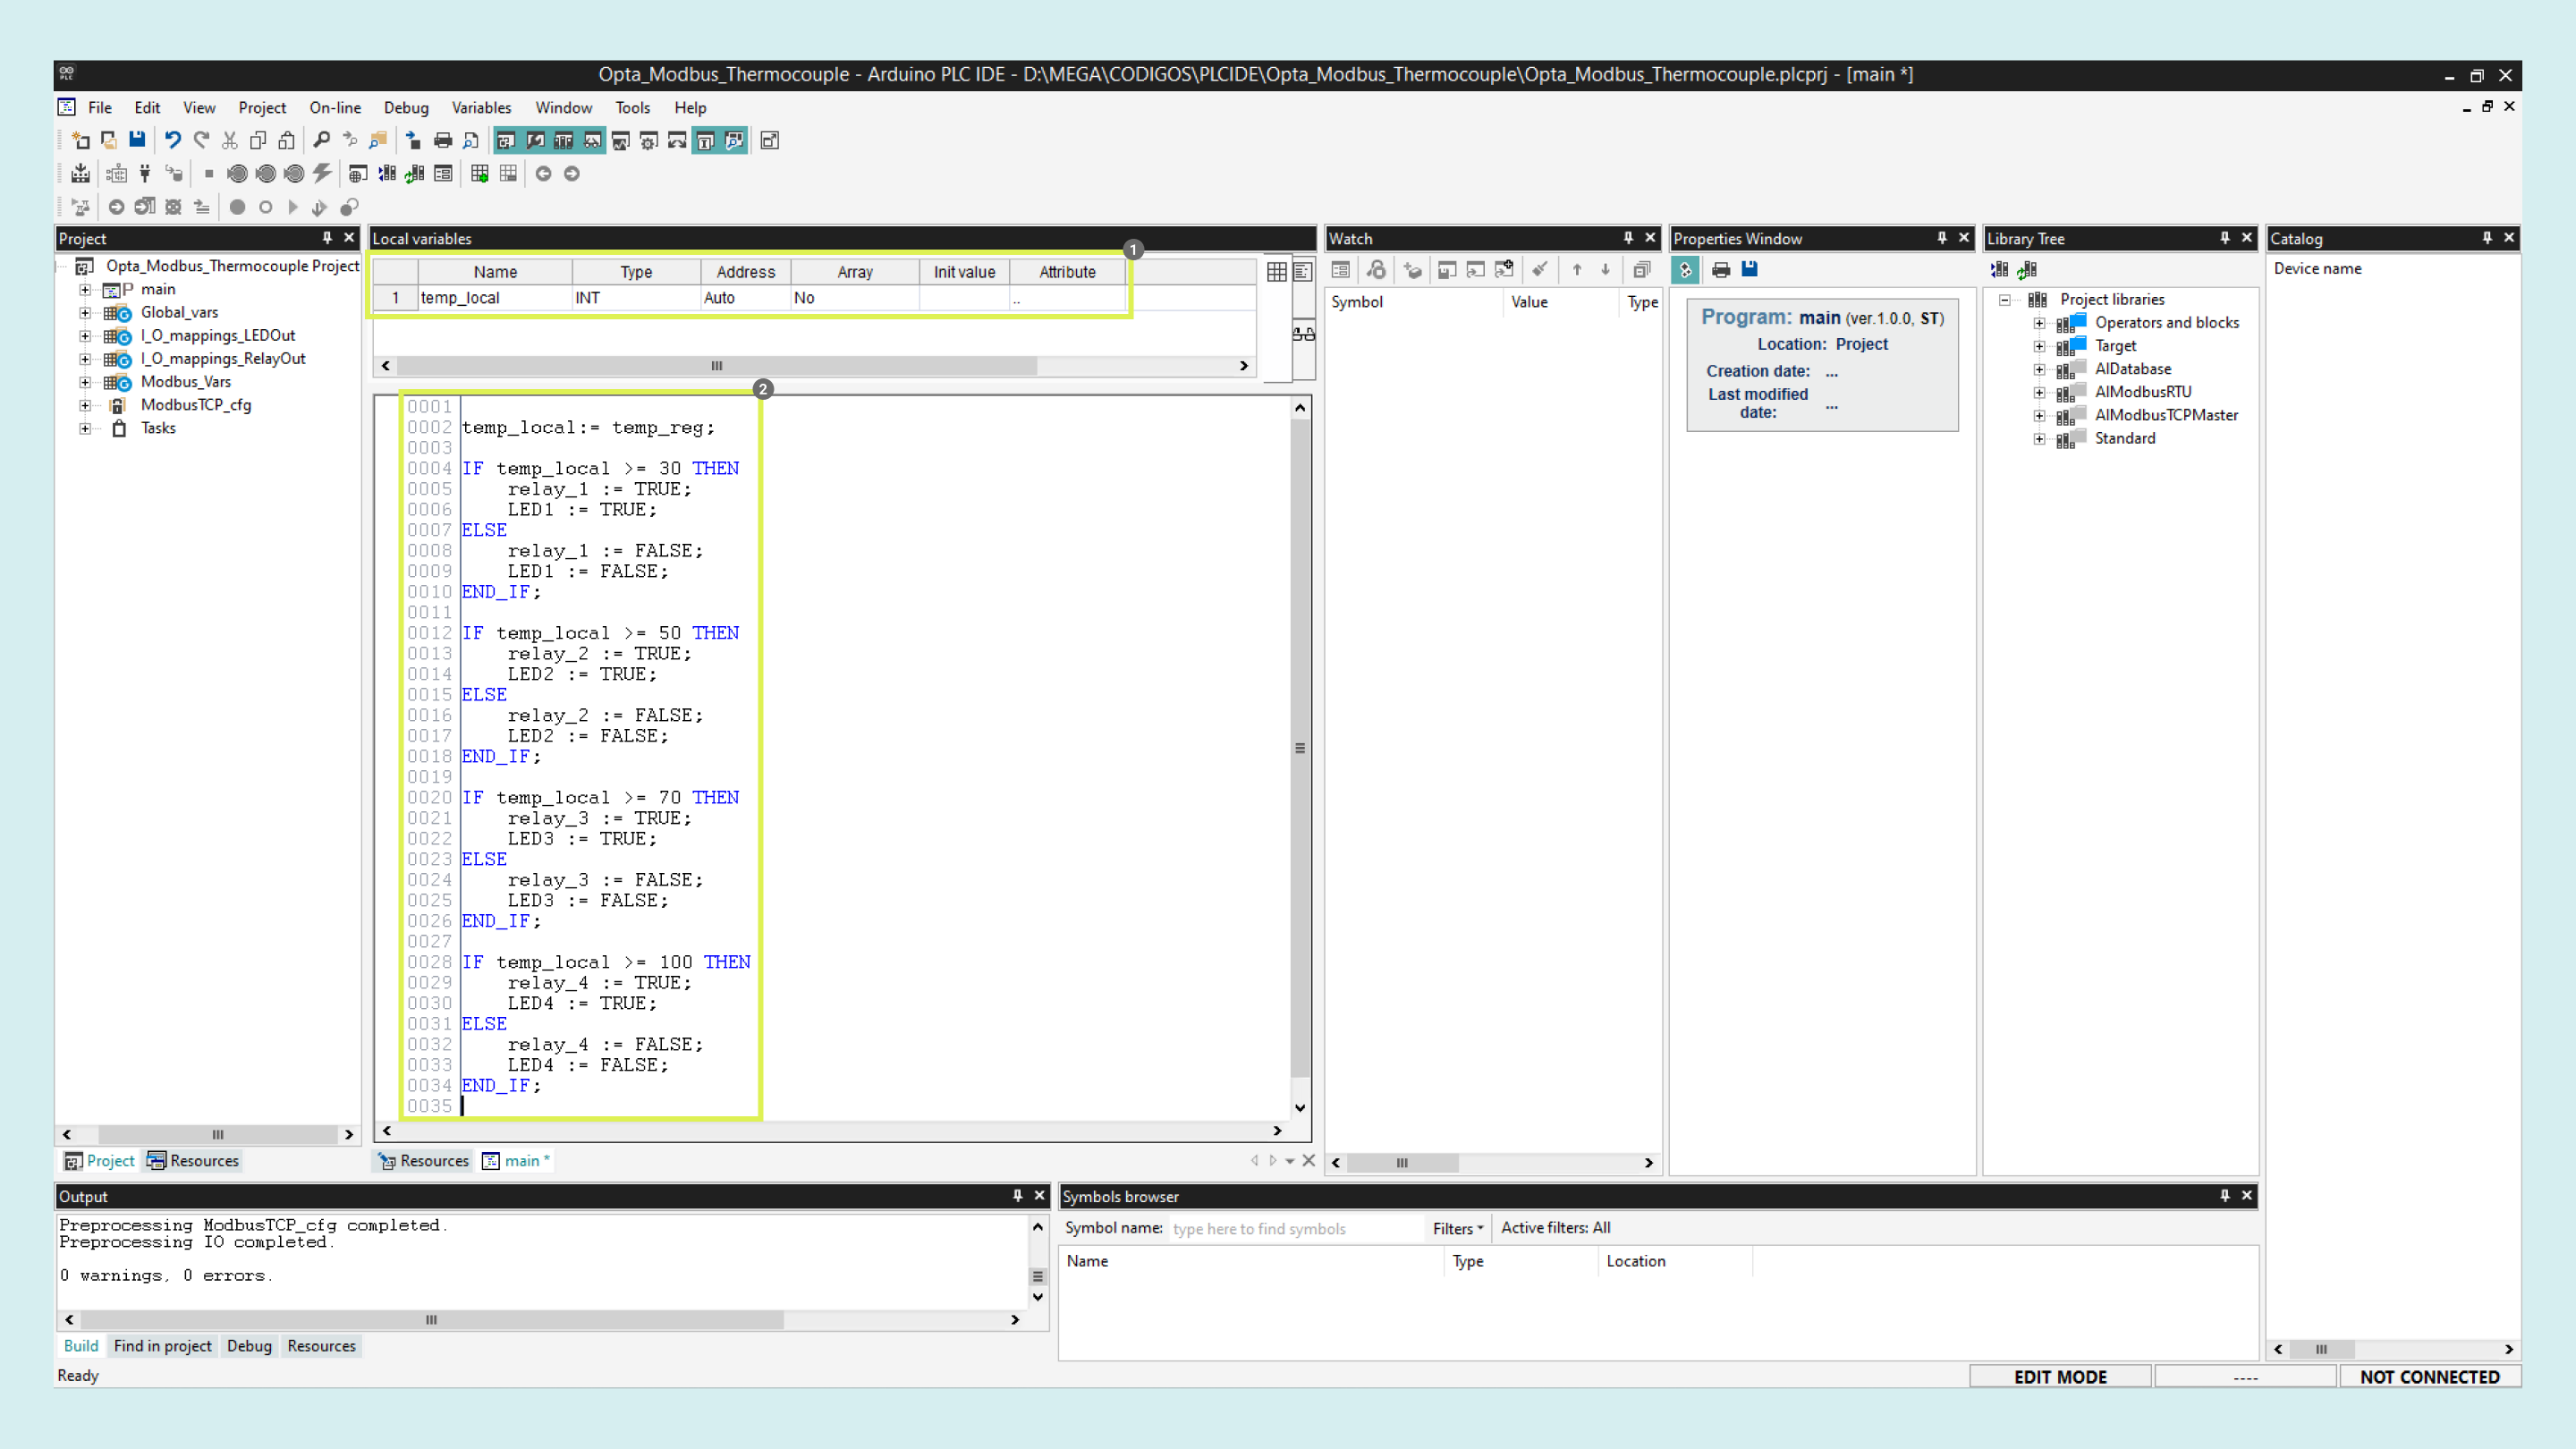 Opta_Modbus_Thermocouple - Arduino PLC IDE - D:\MEGA\CODIGOS\PLCIDE\Opta_Modbus_Thermocouple\Opta_Modbus_Thermocouple.plcprj - [main *]
File Edit View Project On-line Debug Variables Window Tools Help
Project
Opta_Modbus_Thermocouple Project
main
Global_vars
I_O_mappings_LEDOut
I_O_mappings_RelayOut
Modbus_Vars
ModbusTCP_cfg
Tasks
Project Resources
Local variables
1
Name Type Address Array Init value Attribute
1 temp_local INT Auto No ..
2
0001
0002 temp_local:= temp_reg;
0003
0004 IF temp_local >= 30 THEN
0005 relay_1 := TRUE;
0006 LED1 := TRUE;
0007 ELSE
0008 relay_1 := FALSE;
0009 LED1 := FALSE;
0010 END_IF;
0011
0012 IF temp_local >= 50 THEN
0013 relay_2 := TRUE;
0014 LED2 := TRUE;
0015 ELSE
0016 relay_2 := FALSE;
0017 LED2 := FALSE;
0018 END_IF;
0019
0020 IF temp_local >= 70 THEN
0021 relay_3 := TRUE;
0022 LED3 := TRUE;
0023 ELSE
0024 relay_3 := FALSE;
0025 LED3 := FALSE;
0026 END_IF;
0027
0028 IF temp_local >= 100 THEN
0029 relay_4 := TRUE;
0030 LED4 := TRUE;
0031 ELSE
0032 relay_4 := FALSE;
0033 LED4 := FALSE;
0034 END_IF;
0035
Resources main *
Watch
Symbol Value Type
Properties Window
Program: main (ver.1.0.0, ST)
Location: Project
Creation date: ...
Last modified date: ...
Library Tree
Project libraries
Operators and blocks
Target
AlDatabase
AlModbusRTU
AlModbusTCPMaster
Standard
Catalog
Device name
Output
Preprocessing ModbusTCP_cfg completed.
Preprocessing IO completed.
0 warnings, 0 errors.
Build Find in project Debug Resources
Symbols browser
Symbol name: type here to find symbols Filters Active filters: All
Name Type Location
Ready
EDIT MODE ---- NOT CONNECTED